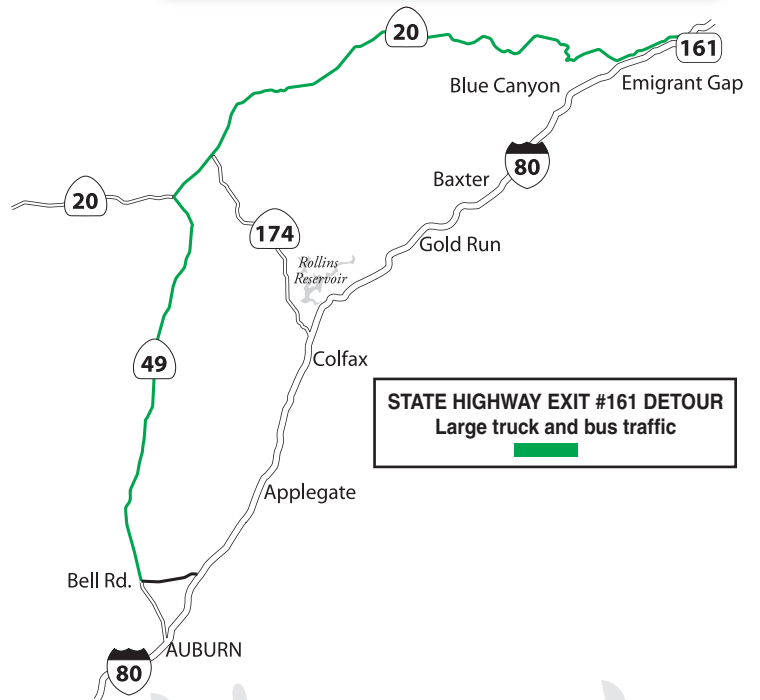 20
161
Blue Canyon
Emigrant Gap
80
Baxter
20
174
Gold Run
Rollins
Reservoir
49
Colfax
STATE HIGHWAY EXIT #161 DETOUR
Large truck and bus traffic
Applegate
Bell Rd.
AUBURN
80